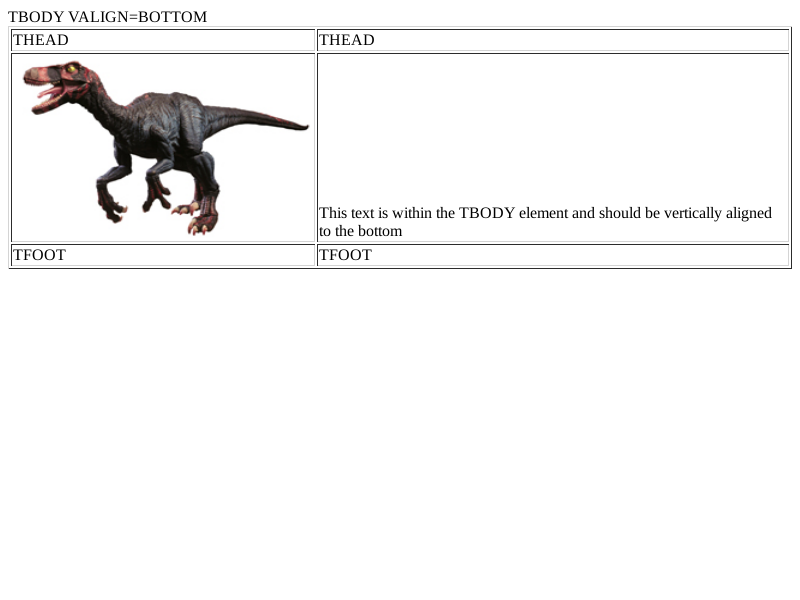 TBODY VALIGN=BOTTOM
THEAD THEAD
This text is within the TBODY element and should be vertically aligned
to the bottom
TFOOT TFOOT